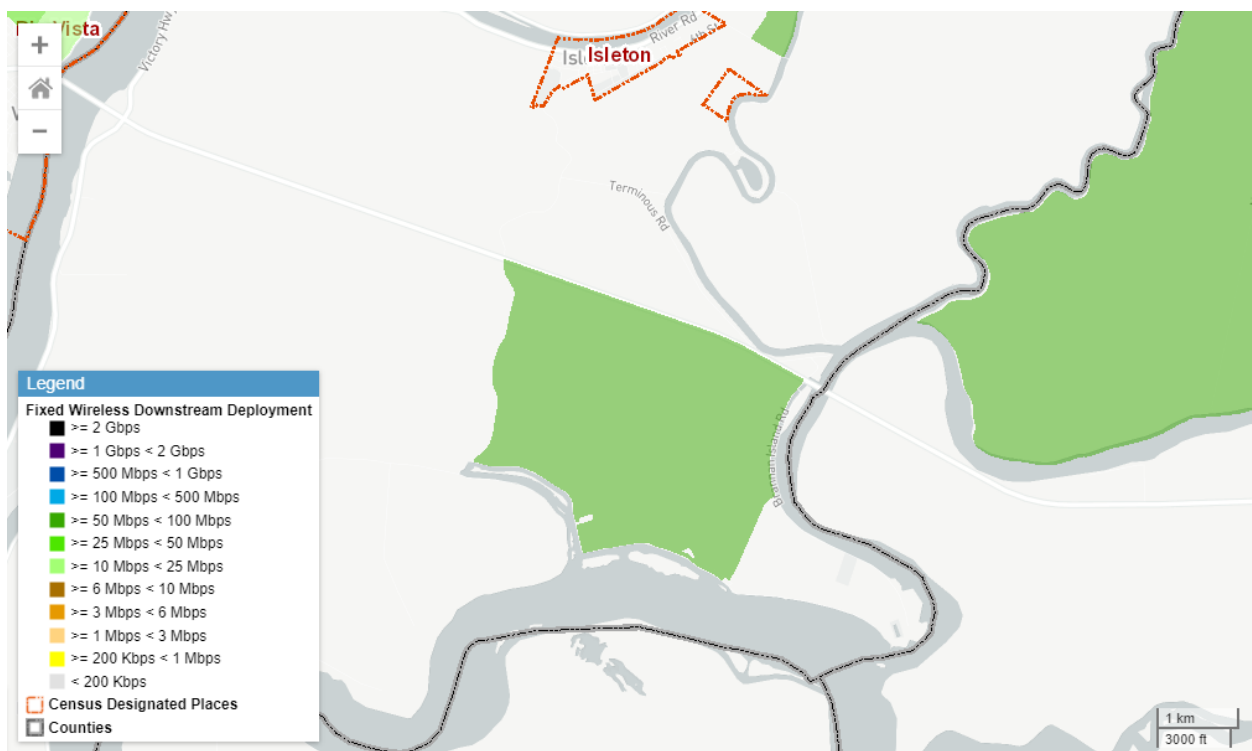 Vista
+
−
Victory Hwy
River Rd
4th St
Isleton
Terminous Rd
Brannan Island Rd
Legend
Fixed Wireless Downstream Deployment
>= 2 Gbps
>= 1 Gbps < 2 Gbps
>= 500 Mbps < 1 Gbps
>= 100 Mbps < 500 Mbps
>= 50 Mbps < 100 Mbps
>= 25 Mbps < 50 Mbps
>= 10 Mbps < 25 Mbps
>= 6 Mbps < 10 Mbps
>= 3 Mbps < 6 Mbps
>= 1 Mbps < 3 Mbps
>= 200 Kbps < 1 Mbps
< 200 Kbps
Census Designated Places
Counties
1 km
3000 ft